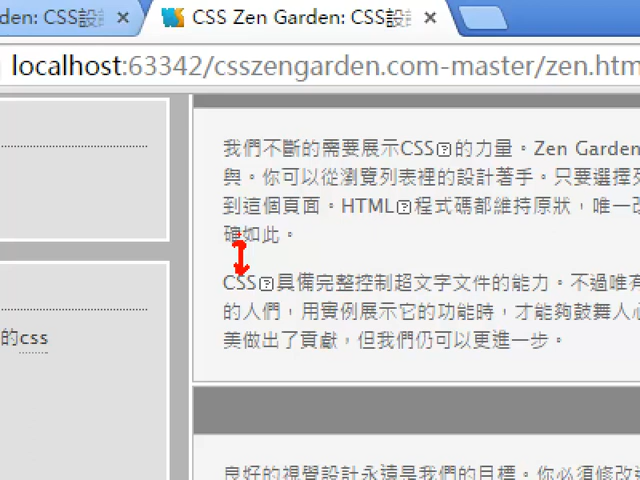 den: CSS設
CSS Zen Garden: CSS設
localhost:63342/csszengarden.com-master/zen.htm
我們不斷的需要展示CSS的力量。Zen Garden
與。你可以從瀏覽列表裡的設計著手。只要選擇列
到這個頁面。HTML程式碼都維持原狀，唯一改
確如此。
CSS具備完整控制超文字文件的能力。不過唯有
的人們，用實例展示它的功能時，才能夠鼓舞人心
美做出了貢獻，但我們仍可以更進一步。
的css
良好的視覺設計永遠是我們的目標。你必須修改